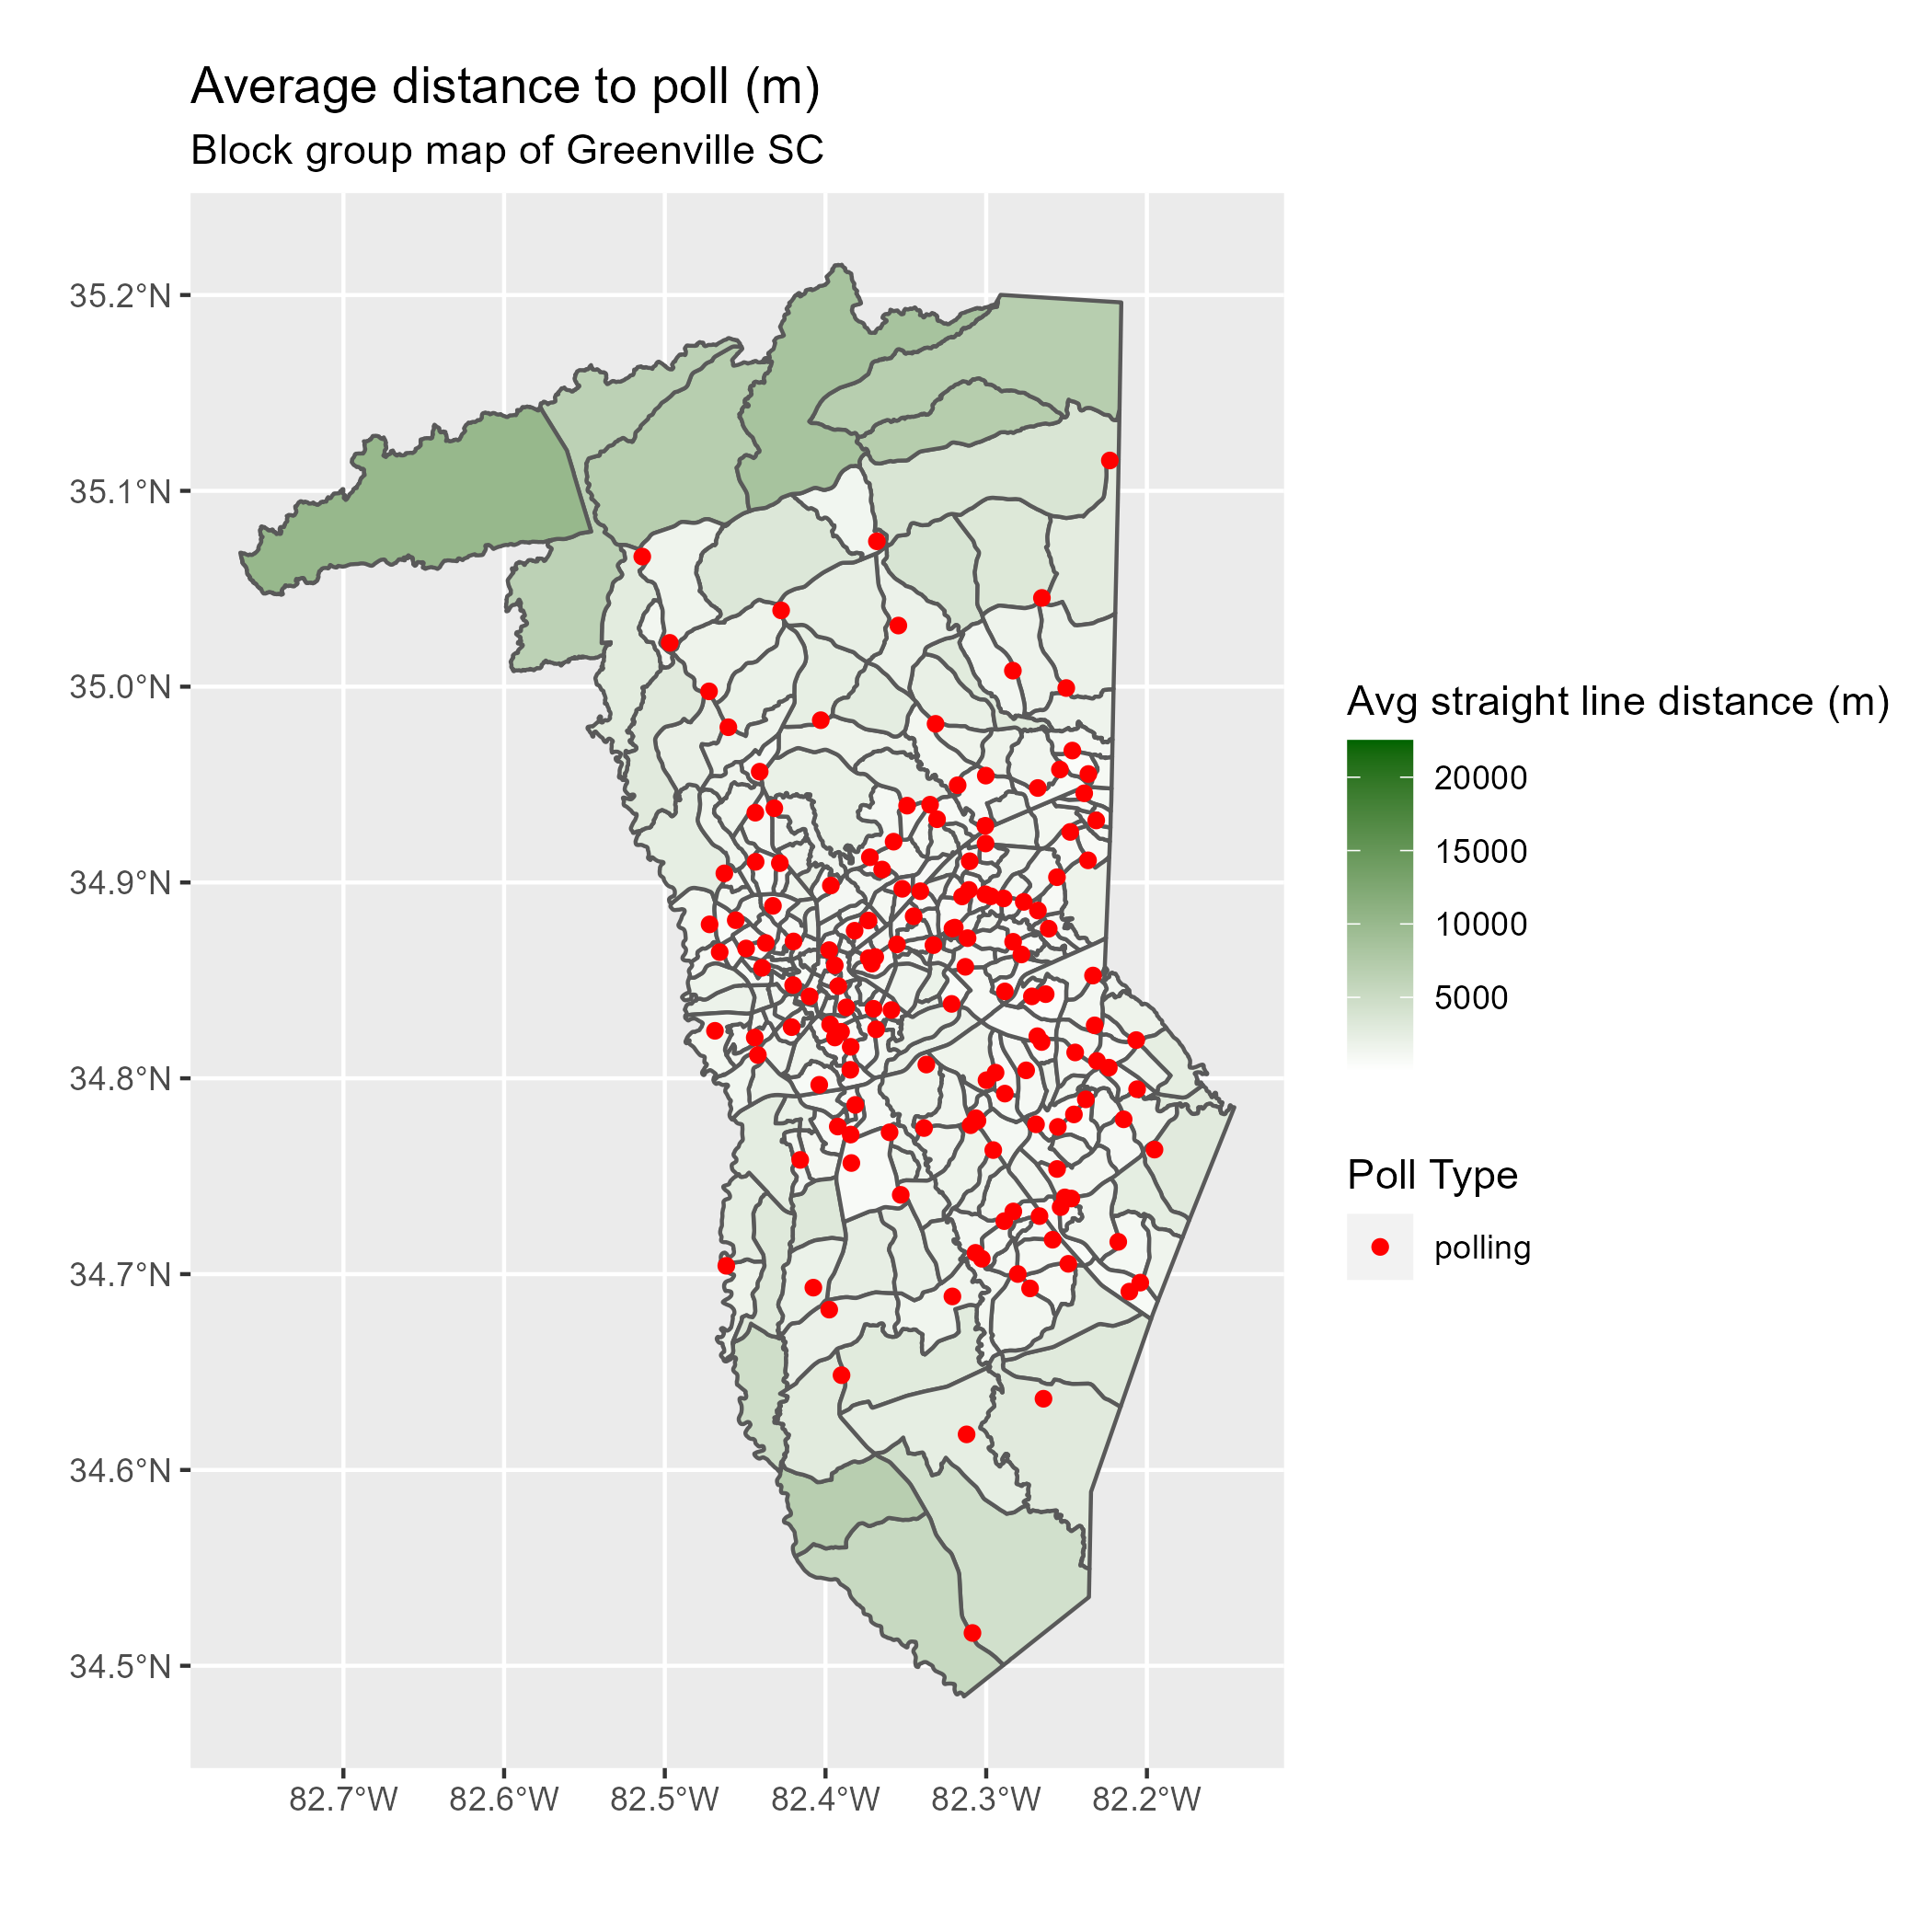 Average distance to poll (m)
Block group map of Greenville SC
35.2°N
35.1°N
35.0°N
34.9°N
34.8°N
34.7°N
34.6°N
34.5°N
82.7°W
82.6°W
82.5°W
82.4°W
82.3°W
82.2°W
Avg straight line distance (m)
20000
15000
10000
5000
Poll Type
polling